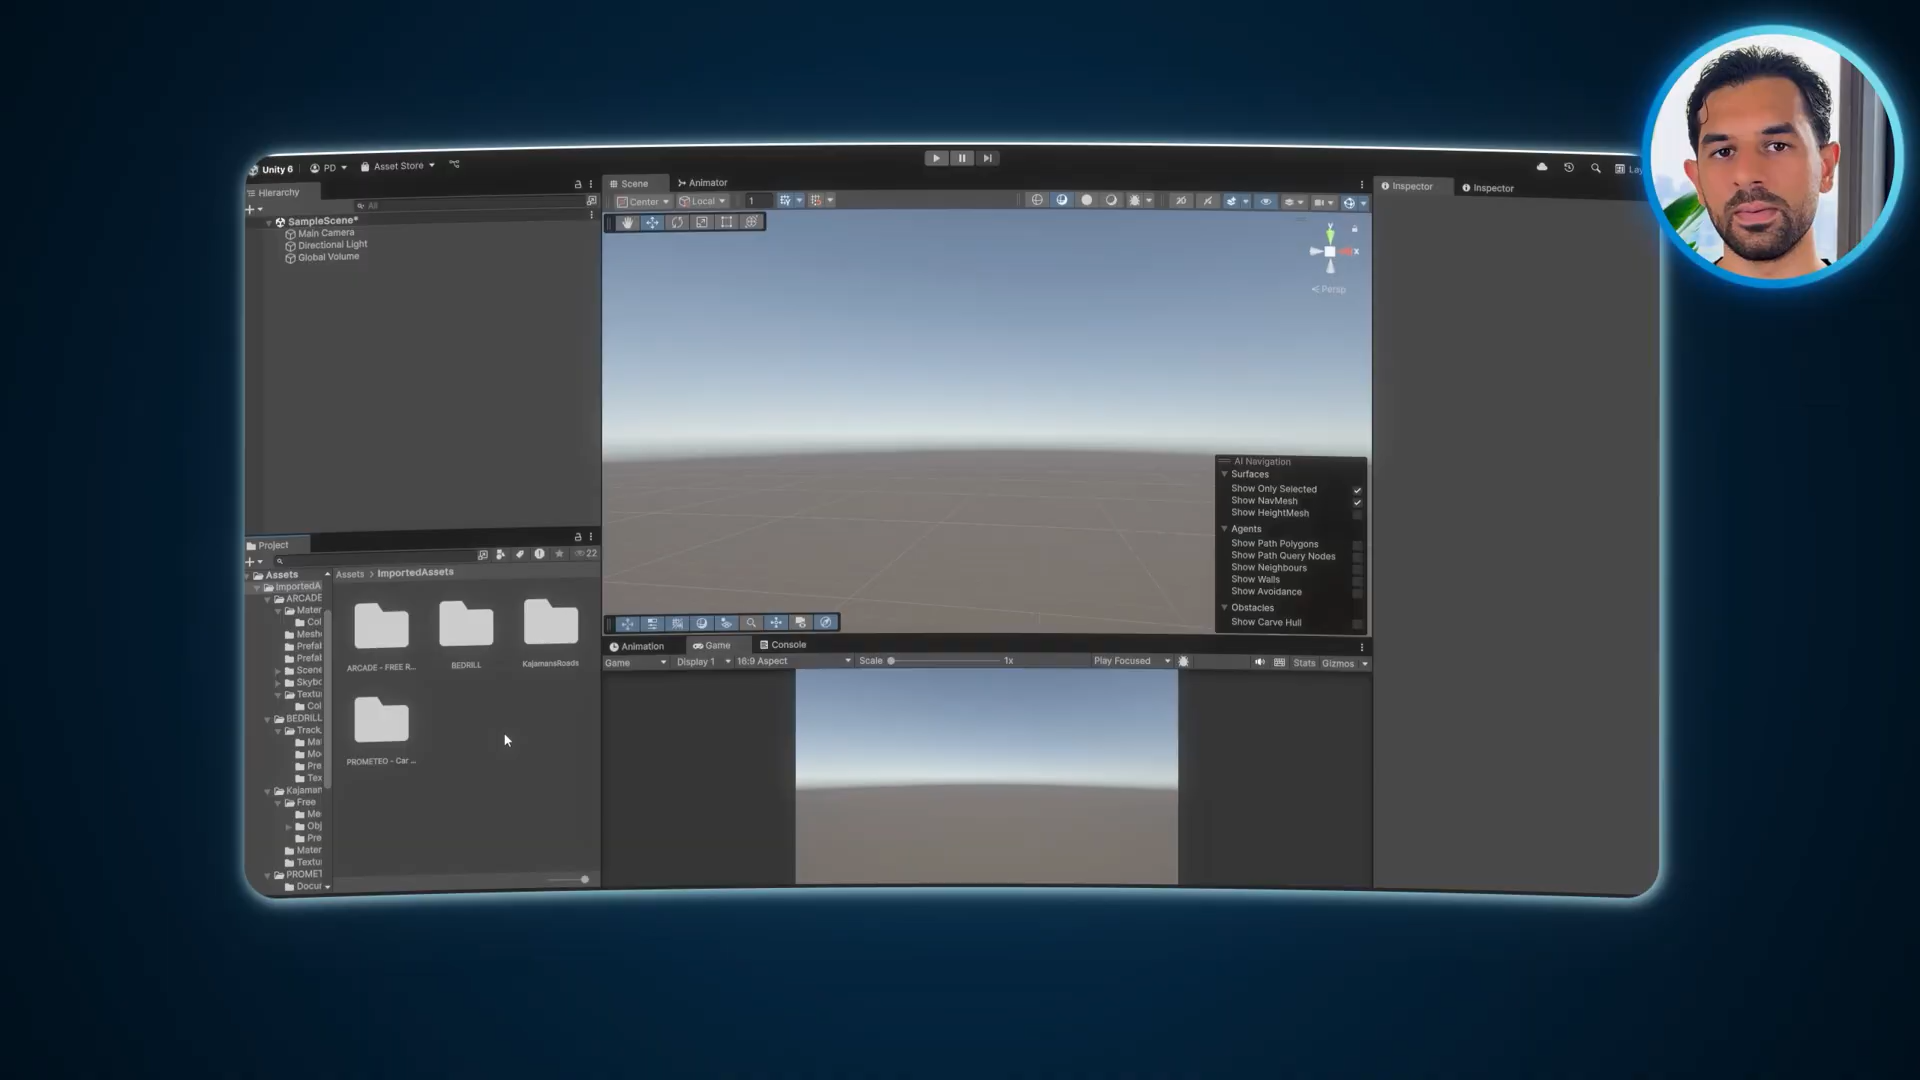 Unity 6 PD Asset Store
Hierarchy
All
SampleScene*
Main Camera
Directional Light
Global Volume
Scene Animator
Center Local 1
Persp
AI Navigation
Surfaces
Show Only Selected
Show NavMesh
Show HeightMesh
Agents
Show Path Polygons
Show Path Query Nodes
Show Neighbours
Show Walls
Show Avoidance
Obstacles
Show Carve Hull
Inspector Inspector
Lay
Project
22
Assets
ImportedA
ARCADE
Mater
Col
Meshe
Prefal
Prefal
Scene
Skybo
Textu
Col
BEDRILL
Track
Ma
Mo
Pre
Tex
Kajaman
Free
Me
Obj
Pre
Mater
Textu
PROMET
Docu
Assets > ImportedAssets
ARCADE - FREE R...
BEDRILL
KajamansRoads
PROMETEO - Car ...
Animation Game Console
Game Display 1 16:9 Aspect Scale 1x Play Focused Stats Gizmos